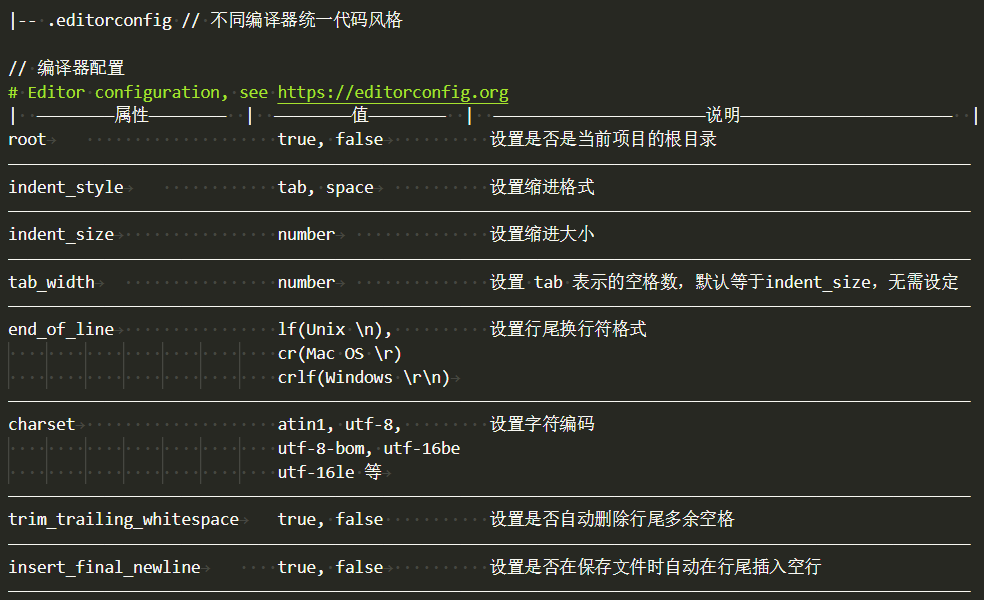 |-- .editorconfig // 不同编译器统一代码风格
// 编译器配置
# Editor configuration, see https://editorconfig.org
| ————————属性———————— | ————————值———————— | ——————————————————————说明—————————————————————— |
root true, false 设置是否是当前项目的根目录
indent_style tab, space 设置缩进格式
indent_size number 设置缩进大小
tab_width number 设置 tab 表示的空格数，默认等于indent_size，无需设定
end_of_line lf(Unix \n), 设置行尾换行符格式
cr(Mac OS \r)
crlf(Windows \r\n)
charset atin1, utf-8, 设置字符编码
utf-8-bom, utf-16be
utf-16le 等
trim_trailing_whitespace true, false 设置是否自动删除行尾多余空格
insert_final_newline true, false 设置是否在保存文件时自动在行尾插入空行